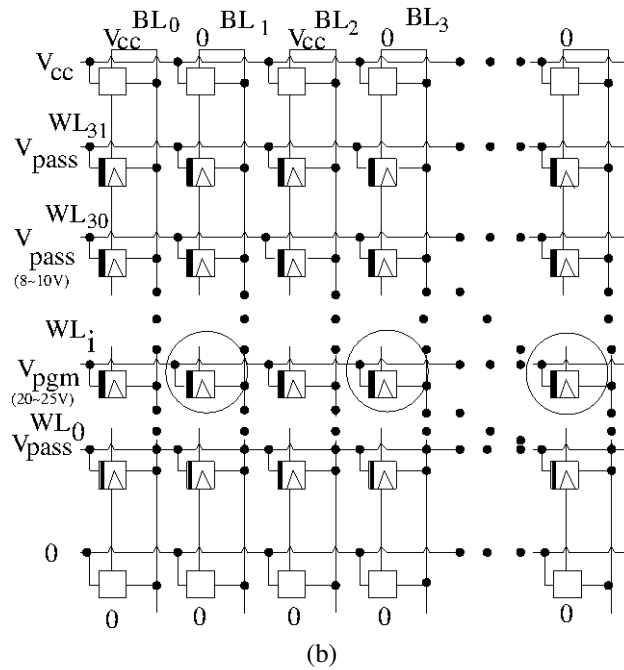 BL0 BL1 BL2 BL3
Vcc 0 Vcc 0 0
Vcc
WL31
Vpass
WL30
Vpass
(8~10V)
WLi
Vpgm
(20~25V)
WL0
Vpass
0
0 0 0 0 0
(b)